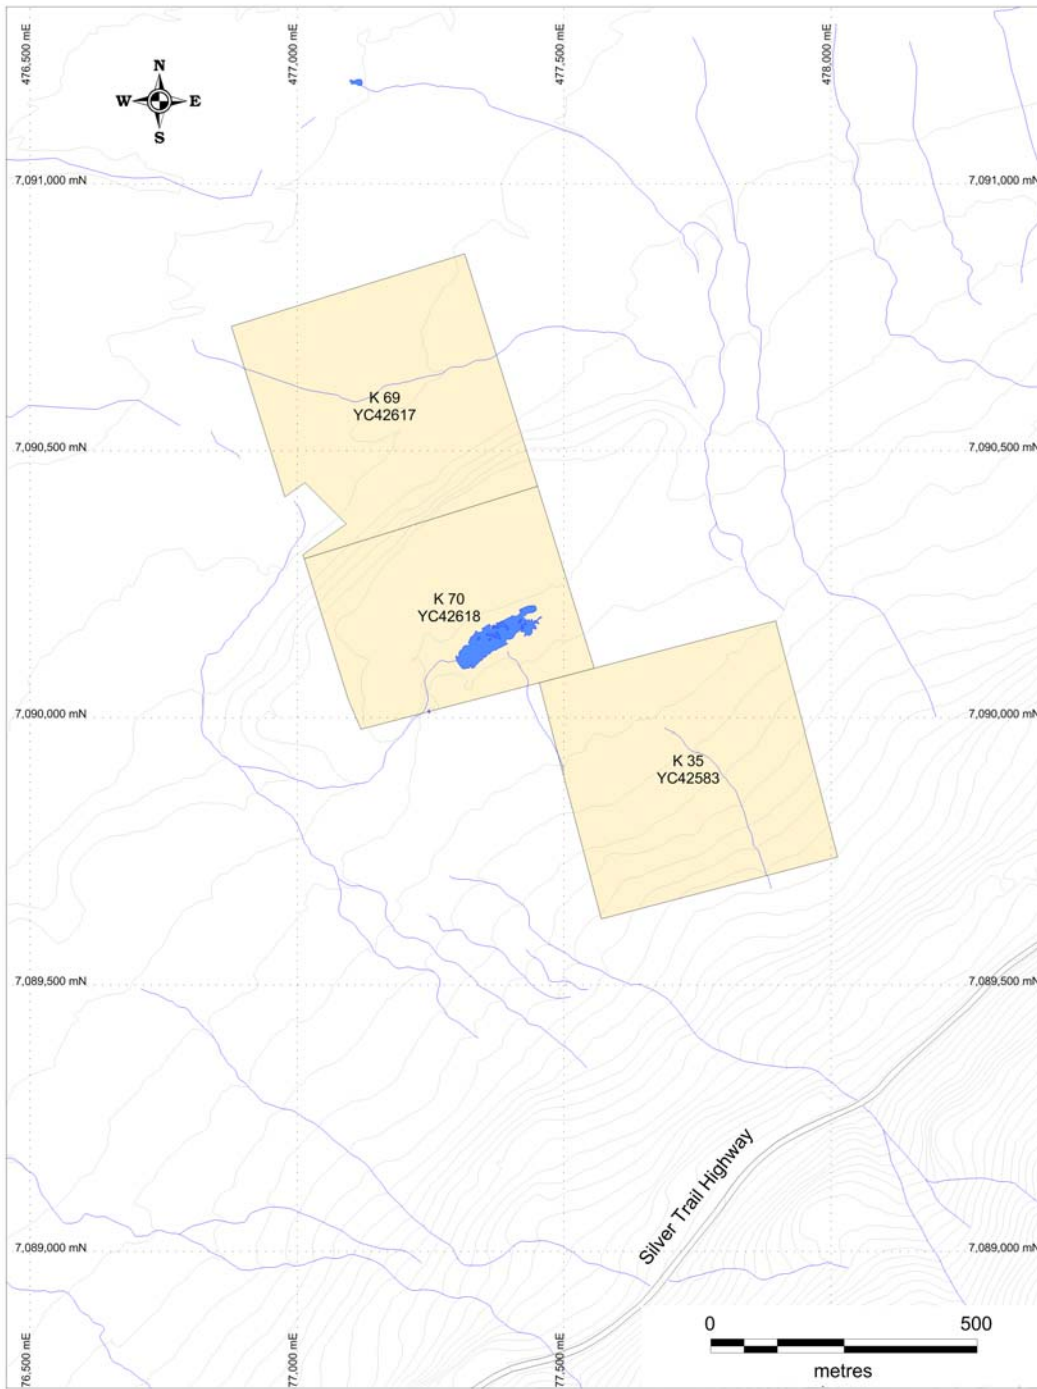 476,500 mE
477,000 mE
477,500 mE
478,000 mE
N
W E
S
7,091,000 mN
7,091,000 mN
K 69
YC42617
7,090,500 mN
7,090,500 mN
K 70
YC42618
7,090,000 mN
7,090,000 mN
K 35
YC42583
7,089,500 mN
7,089,500 mN
Silver Trail Highway
7,089,000 mN
7,089,000 mN
76,500 mE
77,000 mE
77,500 mE
0 500
metres